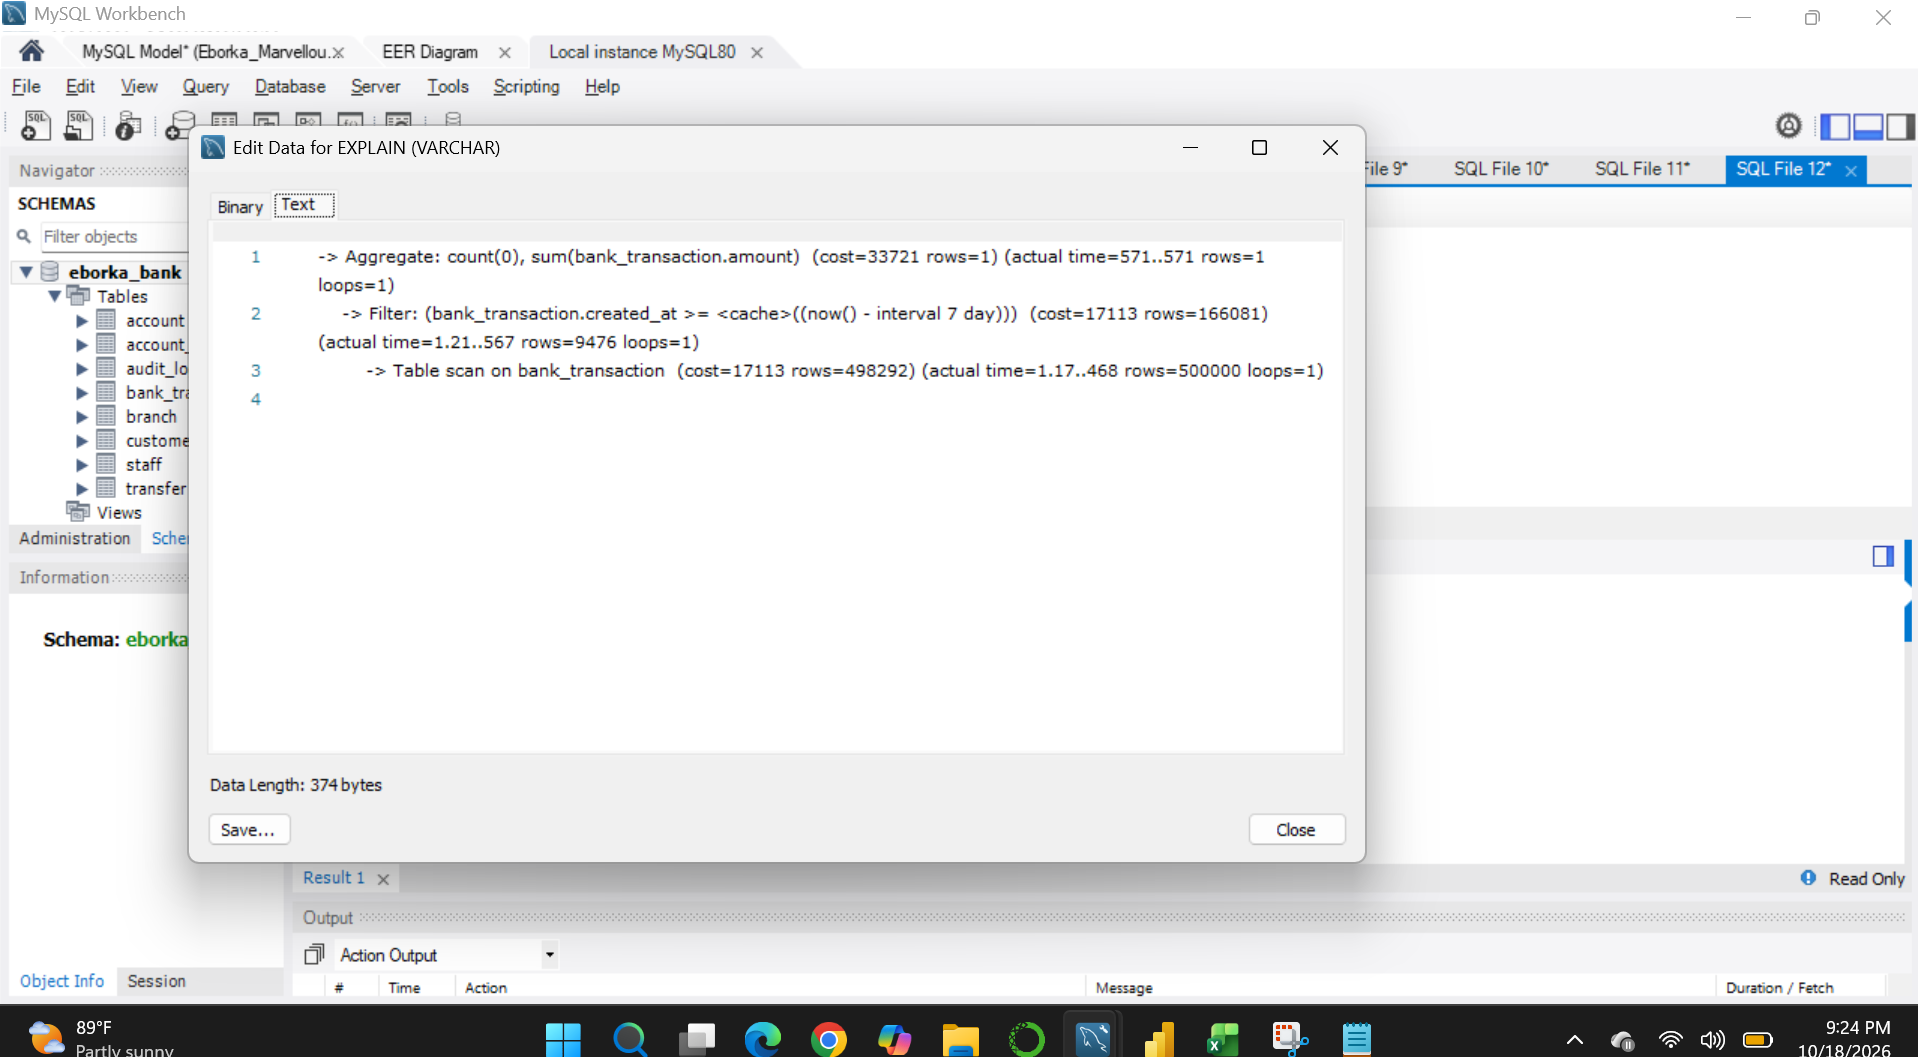 MySQL Workbench
MySQL Model* (Eborka_Marvellou.x
EER Diagram
Local instance MySQL80
File Edit View Query Database Server Tools Scripting Help
Navigator
SCHEMAS
Filter objects
eborka_bank
Tables
account
account_
audit_lo
bank_tra
branch
custome
staff
transfer
Views
Administration Scher
Information
Schema: eborka
Object Info Session
Edit Data for EXPLAIN (VARCHAR)
Binary Text
1 -> Aggregate: count(0), sum(bank_transaction.amount) (cost=33721 rows=1) (actual time=571..571 rows=1
loops=1)
2 -> Filter: (bank_transaction.created_at >= <cache>((now() - interval 7 day))) (cost=17113 rows=166081)
(actual time=1.21..567 rows=9476 loops=1)
3 -> Table scan on bank_transaction (cost=17113 rows=498292) (actual time=1.17..468 rows=500000 loops=1)
4
Data Length: 374 bytes
Save... Close
File 9* SQL File 10* SQL File 11* SQL File 12*
Result 1
Read Only
Output
Action Output
# Time Action Message Duration / Fetch
89°F
Partly sunny
9:24 PM
10/18/2026